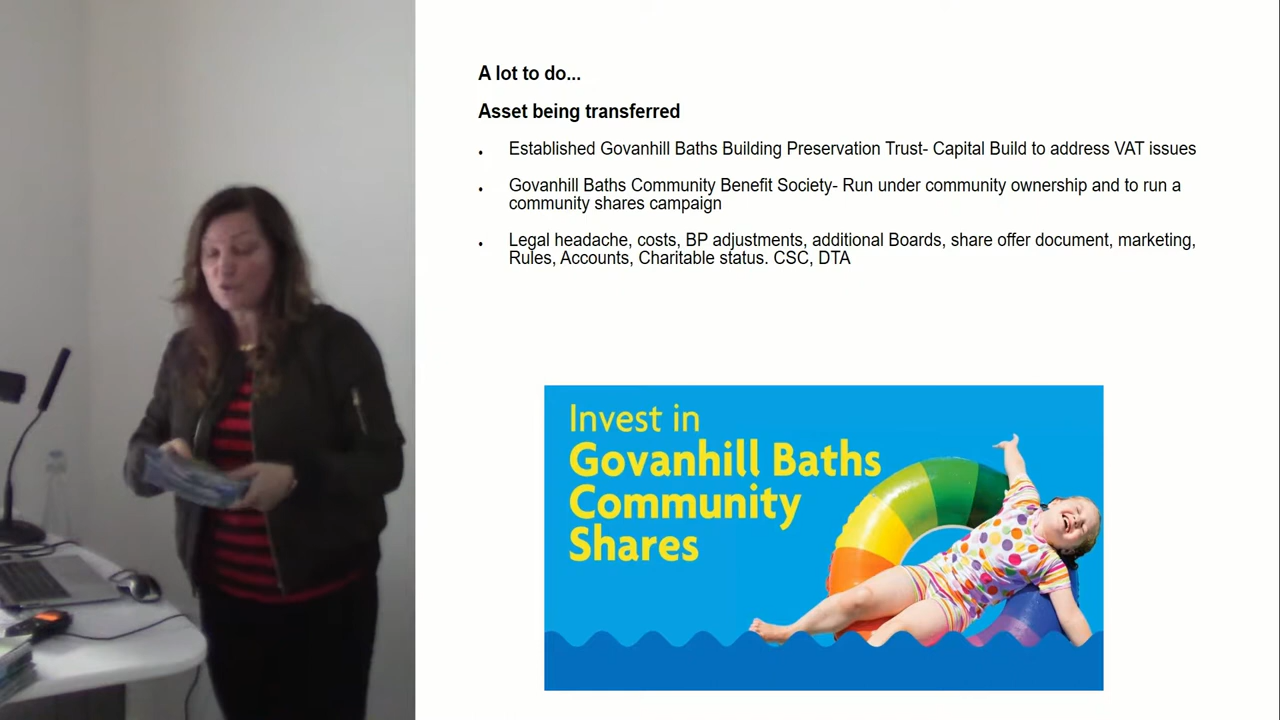 A lot to do...
Asset being transferred
• Established Govanhill Baths Building Preservation Trust- Capital Build to address VAT issues
• Govanhill Baths Community Benefit Society- Run under community ownership and to run a
community shares campaign
• Legal headache, costs, BP adjustments, additional Boards, share offer document, marketing,
Rules, Accounts, Charitable status. CSC, DTA
Invest in
Govanhill Baths
Community
Shares